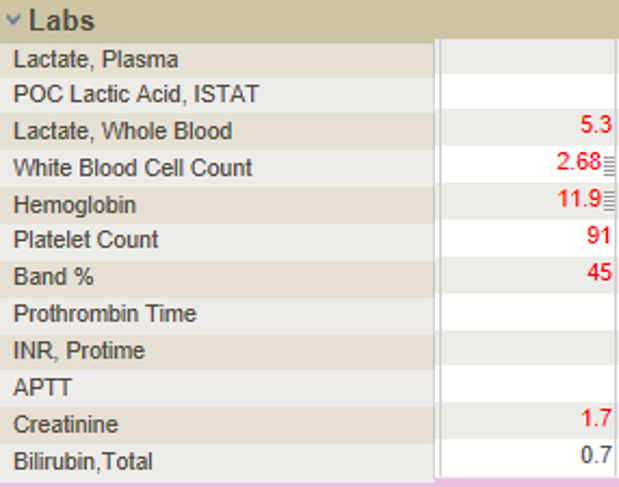 Labs
Lactate, Plasma
POC Lactic Acid, ISTAT
Lactate, Whole Blood 5.3
White Blood Cell Count 2.68
Hemoglobin 11.9
Platelet Count 91
Band % 45
Prothrombin Time
INR, Protime
APTT
Creatinine 1.7
Bilirubin,Total 0.7